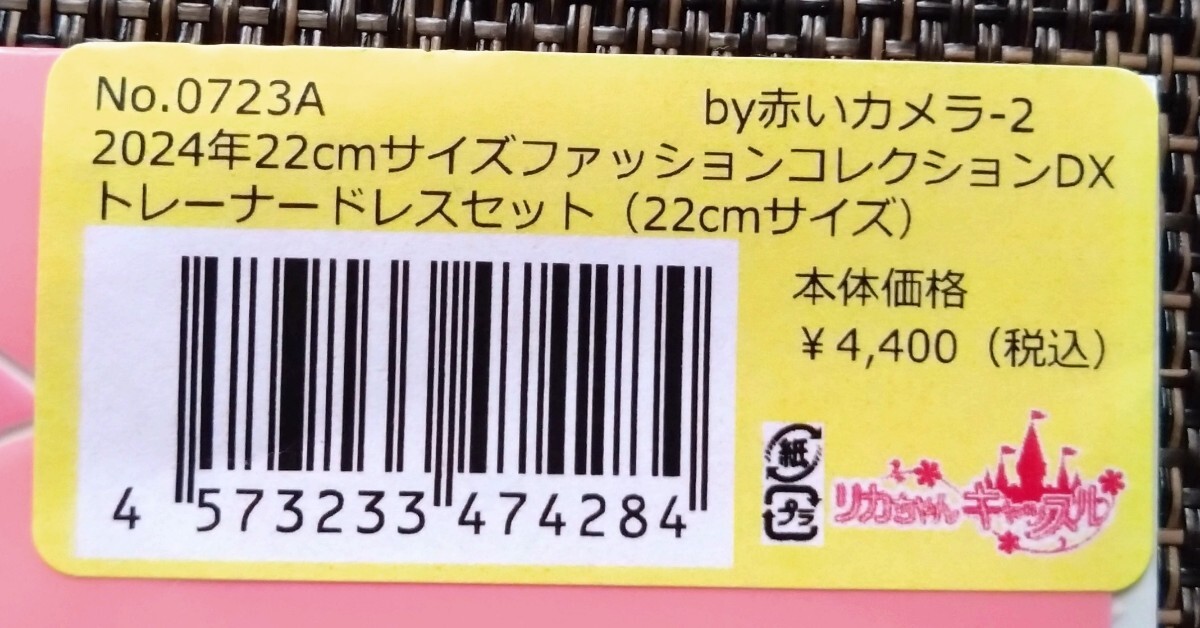 No.0723A by赤いカメラ-2
2024年22cmサイズファッションコレクションDX
トレーナードレスセット（22cmサイズ）
本体価格
￥4,400（税込）
4 573233 474284
紙
プラ
リカちゃんキャッスル